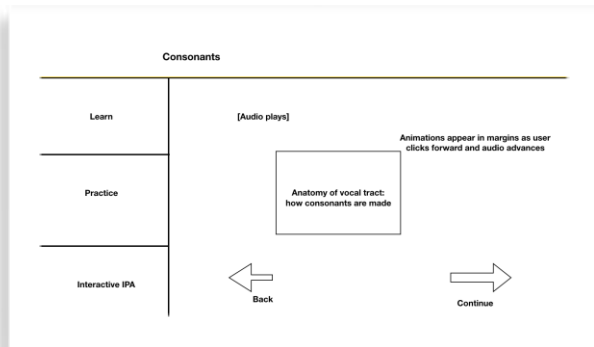 Consonants
Learn
[Audio plays]
Animations appear in margins as user
clicks forward and audio advances
Practice
Anatomy of vocal tract:
how consonants are made
Interactive IPA
Back
Continue